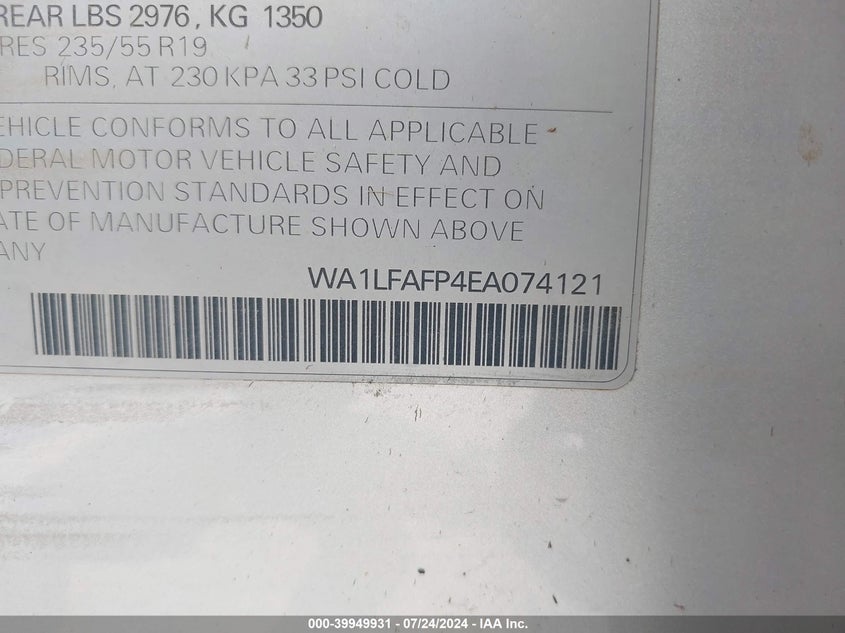 REAR LBS 2976, KG 1350
RES 235/55 R19
RIMS, AT 230 KPA 33 PSI COLD
EHICLE CONFORMS TO ALL APPLICABLE
DERAL MOTOR VEHICLE SAFETY AND
PREVENTION STANDARDS IN EFFECT ON
ATE OF MANUFACTURE SHOWN ABOVE
ANY
WA1LFAFP4EA074121
000-39949931 - 07/24/2024 - IAA Inc.